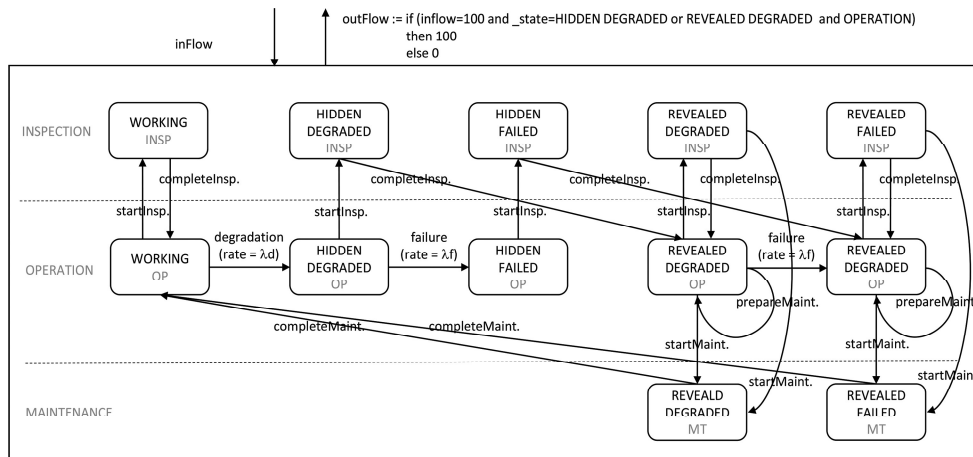 outFlow := if (inflow=100 and _state=HIDDEN DEGRADED or REVEALED DEGRADED  and OPERATION)
then 100
else 0
inFlow
INSPECTION
WORKING
INSP
HIDDEN
DEGRADED
INSP
HIDDEN
FAILED
INSP
REVEALED
DEGRADED
INSP
REVEALED
FAILED
INSP
completeInsp.
completeInsp.
completeInsp.
completeInsp.
completeInsp.
startInsp.
startInsp.
startInsp.
startInsp.
startInsp.
OPERATION
WORKING
OP
degradation
(rate = λd)
HIDDEN
DEGRADED
OP
failure
(rate = λf)
HIDDEN
FAILED
OP
REVEALED
DEGRADED
OP
failure
(rate = λf)
REVEALED
DEGRADED
OP
prepareMaint.
prepareMaint.
completeMaint.
completeMaint.
startMaint.
startMaint.
startMaint.
startMain
MAINTENANCE
REVEALD
DEGRADED
MT
REVEALED
FAILED
MT